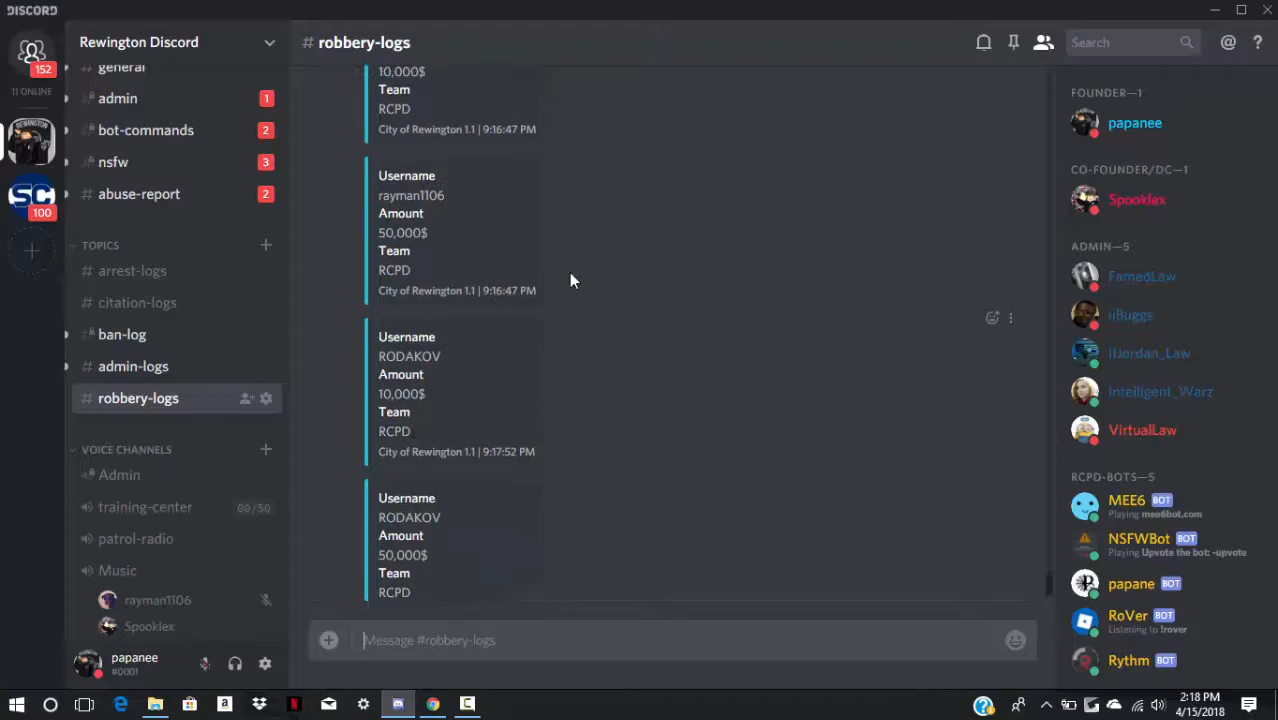 DISCORD
152
11 ONLINE
SC
100
Rewington Discord
general
admin 1
bot-commands 2
nsfw 3
abuse-report 2
TOPICS
# arrest-logs
# citation-logs
ban-log
# admin-logs
# robbery-logs
VOICE CHANNELS
Admin
training-center 00/50
patrol-radio
Music
rayman1106
Spooklex
papanee
#0001
# robbery-logs
Search
10,000$
Team
RCPD
City of Rewington 1.1 | 9:16:47 PM
Username
rayman1106
Amount
50,000$
Team
RCPD
City of Rewington 1.1 | 9:16:47 PM
Username
RODAKOV
Amount
10,000$
Team
RCPD
City of Rewington 1.1 | 9:17:52 PM
Username
RODAKOV
Amount
50,000$
Team
RCPD
Message #robbery-logs
FOUNDER—1
papanee
CO-FOUNDER/DC—1
Spooklex
ADMIN—5
FamedLaw
iiBuggs
ilJordan_Law
Intelligent_Warz
VirtualLaw
RCPD-BOTS—5
MEE6 BOT
Playing mee6bot.com
NSFWBot BOT
Playing Upvote the bot: -upvote
papane BOT
RoVer BOT
Listening to !rover
Rythm BOT
2:18 PM
4/15/2018